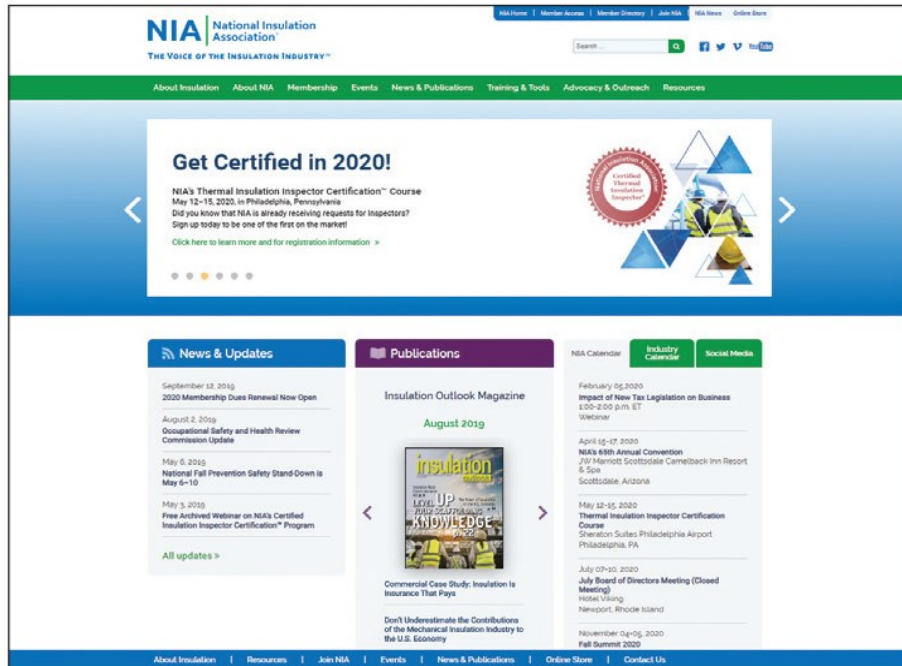 NIA Home | Member Access | Member Directory | Join NIA | NIA News Online Store
NIA National Insulation Association
THE VOICE OF THE INSULATION INDUSTRY™
Search ...
YouTube
About Insulation About NIA Membership Events News & Publications Training & Tools Advocacy & Outreach Resources
Get Certified in 2020!
NIA's Thermal Insulation Inspector Certification™ Course
May 12–15, 2020, in Philadelphia, Pennsylvania
Did you know that NIA is already receiving requests for Inspectors?
Sign up today to be one of the first on the market!
Click here to learn more and for registration information »
National Insulation Association
Certified
Thermal
Insulation
Inspector
News & Updates
September 12, 2019
2020 Membership Dues Renewal Now Open
August 2, 2019
Occupational Safety and Health Review
Commission Update
May 6, 2019
National Fall Prevention Safety Stand-Down is
May 6–10
May 3, 2019
Free Archived Webinar on NIA's Certified
Insulation Inspector Certification™ Program
All updates »
Publications
Insulation Outlook Magazine
August 2019
insulation
outlook
LEVEL UP
YOUR SCAFFOLDING
KNOWLEDGE
p.22
Commercial Case Study: Insulation Is
Insurance That Pays
Don't Underestimate the Contributions
of the Mechanical Insulation Industry to
the U.S. Economy
NIA Calendar
Industry
Calendar
Social Media
February 05,2020
Impact of New Tax Legislation on Business
1:00-2:00 p.m. ET
Webinar
April 15-17, 2020
NIA's 65th Annual Convention
JW Marriott Scottsdale Camelback Inn Resort
& Spa
Scottsdale, Arizona
May 12-15, 2020
Thermal Insulation Inspector Certification
Course
Sheraton Suites Philadelphia Airport
Philadelphia, PA
July 07-10, 2020
July Board of Directors Meeting (Closed
Meeting)
Hotel Viking
Newport, Rhode Island
November 04-05, 2020
Fall Summit 2020
About Insulation | Resources | Join NIA | Events | News & Publications | Online Store | Contact Us